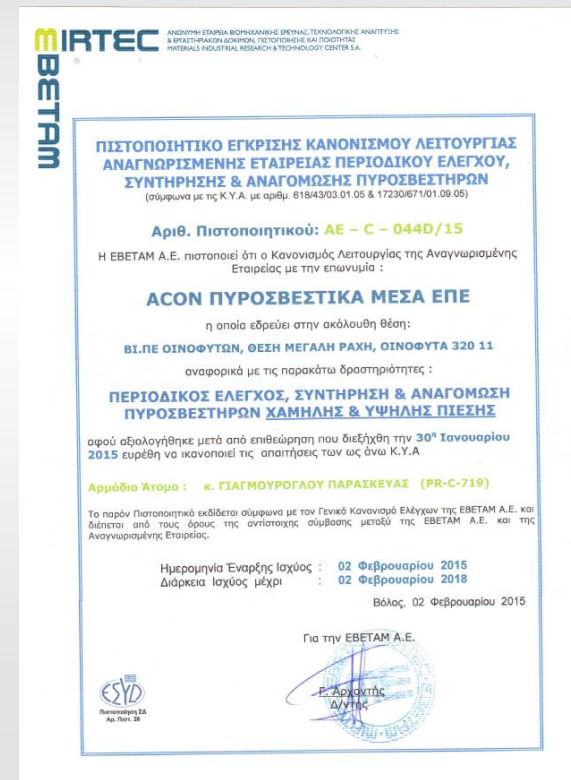 MIRTEC
ΑΝΩΝΥΜΗ ΕΤΑΙΡΕΙΑ ΒΙΟΜΗΧΑΝΙΚΗΣ ΕΡΕΥΝΑΣ, ΤΕΧΝΟΛΟΓΙΚΗΣ ΑΝΑΠΤΥΞΗΣ
& ΕΡΓΑΣΤΗΡΙΑΚΩΝ ΔΟΚΙΜΩΝ, ΠΙΣΤΟΠΟΙΗΣΗΣ ΚΑΙ ΠΟΙΟΤΗΤΑΣ
MATERIALS INDUSTRIAL RESEARCH & TECHNOLOGY CENTER S.A.
ΕΒΕΤΑΜ
ΠΙΣΤΟΠΟΙΗΤΙΚΟ ΕΓΚΡΙΣΗΣ ΚΑΝΟΝΙΣΜΟΥ ΛΕΙΤΟΥΡΓΙΑΣ
ΑΝΑΓΝΩΡΙΣΜΕΝΗΣ ΕΤΑΙΡΕΙΑΣ ΠΕΡΙΟΔΙΚΟΥ ΕΛΕΓΧΟΥ,
ΣΥΝΤΗΡΗΣΗΣ & ΑΝΑΓΟΜΩΣΗΣ ΠΥΡΟΣΒΕΣΤΗΡΩΝ
(σύμφωνα με τις Κ.Υ.Α. με αριθμ. 618/43/03.01.05 & 17230/671/01.09.05)
Αριθ. Πιστοποιητικού: ΑΕ – C – 044D/15
Η ΕΒΕΤΑΜ Α.Ε. πιστοποιεί ότι ο Κανονισμός Λειτουργίας της Αναγνωρισμένης
Εταιρείας με την επωνυμία :
ACON ΠΥΡΟΣΒΕΣΤΙΚΑ ΜΕΣΑ ΕΠΕ
η οποία εδρεύει στην ακόλουθη θέση:
ΒΙ.ΠΕ ΟΙΝΟΦΥΤΩΝ, ΘΕΣΗ ΜΕΓΑΛΗ ΡΑΧΗ, ΟΙΝΟΦΥΤΑ 320 11
αναφορικά με τις παρακάτω δραστηριότητες :
ΠΕΡΙΟΔΙΚΟΣ ΕΛΕΓΧΟΣ, ΣΥΝΤΗΡΗΣΗ & ΑΝΑΓΟΜΩΣΗ
ΠΥΡΟΣΒΕΣΤΗΡΩΝ ΧΑΜΗΛΗΣ & ΥΨΗΛΗΣ ΠΙΕΣΗΣ
αφού αξιολογήθηκε μετά από επιθεώρηση που διεξήχθη την 30η Ιανουαρίου
2015 ευρέθη να ικανοποιεί τις απαιτήσεις των ως άνω Κ.Υ.Α
Αρμόδιο Άτομο : κ. ΓΙΑΓΜΟΥΡΟΓΛΟΥ ΠΑΡΑΣΚΕΥΑΣ (PR-C-719)
Το παρόν Πιστοποιητικό εκδίδεται σύμφωνα με τον Γενικό Κανονισμό Ελέγχων της ΕΒΕΤΑΜ Α.Ε. και
διέπεται από τους όρους της αντίστοιχης σύμβασης μεταξύ της ΕΒΕΤΑΜ Α.Ε. και της
Αναγνωρισμένης Εταιρείας.
Ημερομηνία Έναρξης Ισχύος : 02 Φεβρουαρίου 2015
Διάρκεια Ισχύος μέχρι : 02 Φεβρουαρίου 2018
Βόλος, 02 Φεβρουαρίου 2015
Για την ΕΒΕΤΑΜ Α.Ε.
Γ. Αρχοντής
Δ/ντής
ΕΣΥD
Πιστοποίηση ΣΔ
Αρ. Πιστ. 26